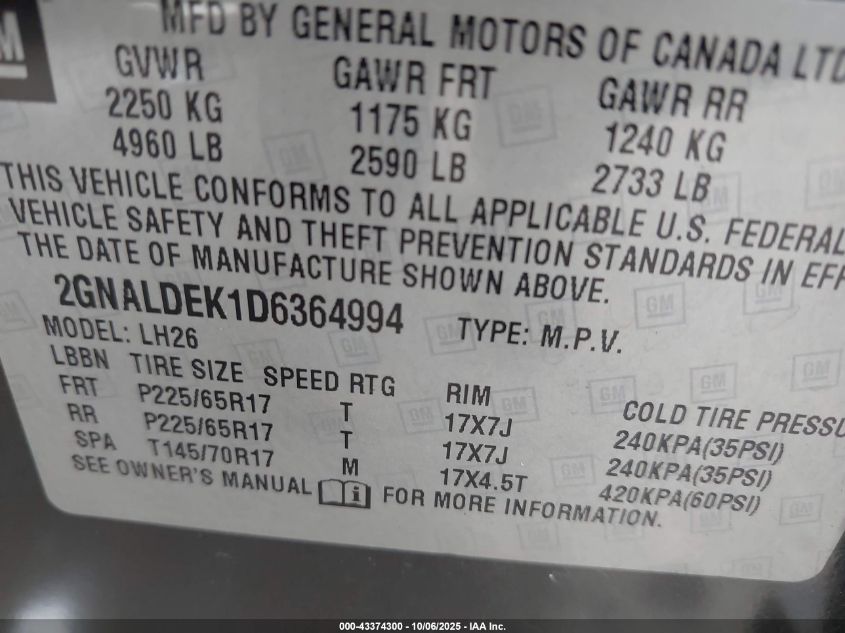 GM
MFD BY GENERAL MOTORS OF CANADA LTD
GVWR GAWR FRT GAWR RR
2250 KG 1175 KG 1240 KG
4960 LB 2590 LB 2733 LB
THIS VEHICLE CONFORMS TO ALL APPLICABLE U.S. FEDERAL
VEHICLE SAFETY AND THEFT PREVENTION STANDARDS IN EFF
THE DATE OF MANUFACTURE SHOWN ABOVE.
2GNALDEK1D6364994 TYPE: M.P.V.
MODEL: LH26
LBBN TIRE SIZE SPEED RTG RIM COLD TIRE PRESSU
FRT P225/65R17 T 17X7J 240KPA(35PSI)
RR P225/65R17 T 17X7J 240KPA(35PSI)
SPA T145/70R17 M 17X4.5T 420KPA(60PSI)
SEE OWNER'S MANUAL FOR MORE INFORMATION.
000-43374300 - 10/06/2025 - IAA Inc.